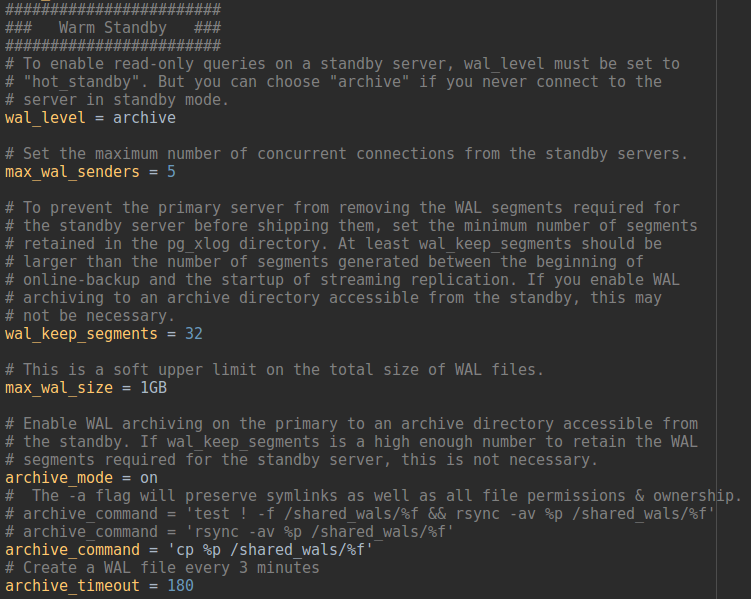 ########################
###   Warm Standby   ###
########################
# To enable read-only queries on a standby server, wal_level must be set to
# "hot_standby". But you can choose "archive" if you never connect to the
# server in standby mode.
wal_level = archive

# Set the maximum number of concurrent connections from the standby servers.
max_wal_senders = 5

# To prevent the primary server from removing the WAL segments required for
# the standby server before shipping them, set the minimum number of segments
# retained in the pg_xlog directory. At least wal_keep_segments should be
# larger than the number of segments generated between the beginning of
# online-backup and the startup of streaming replication. If you enable WAL
# archiving to an archive directory accessible from the standby, this may
# not be necessary.
wal_keep_segments = 32

# This is a soft upper limit on the total size of WAL files.
max_wal_size = 1GB

# Enable WAL archiving on the primary to an archive directory accessible from
# the standby. If wal_keep_segments is a high enough number to retain the WAL
# segments required for the standby server, this is not necessary.
archive_mode = on
#  The -a flag will preserve symlinks as well as all file permissions & ownership.
# archive_command = 'test ! -f /shared_wals/%f && rsync -av %p /shared_wals/%f'
# archive_command = 'rsync -av %p /shared_wals/%f'
archive_command = 'cp %p /shared_wals/%f'
# Create a WAL file every 3 minutes
archive_timeout = 180